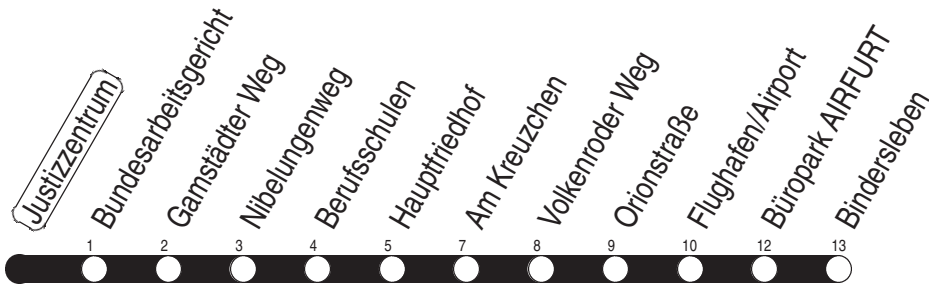 Justizzentrum
Bundesarbeitsgericht
Gamstädter Weg
Nibelungenweg
Berufsschulen
Hauptfriedhof
Am Kreuzchen
Volkenroder Weg
Orionstraße
Flughafen/Airport
Büropark AIRFURT
Bindersleben
1 2 3 4 5 7 8 9 10 12 13